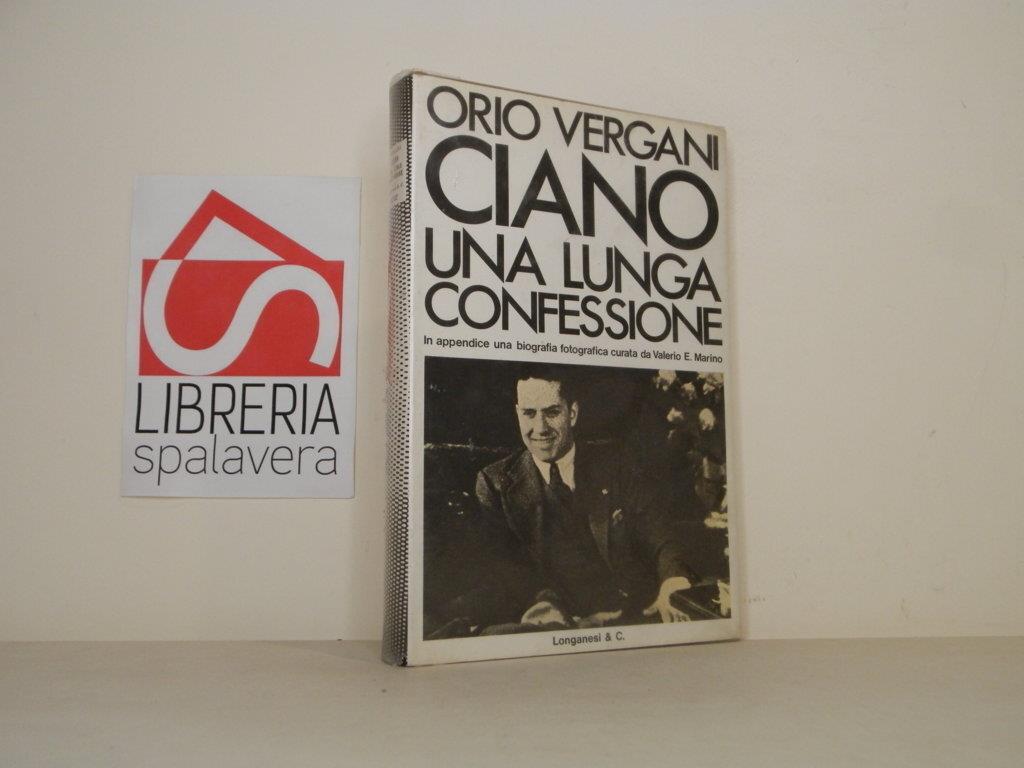 LIBRERIA
spalavera
ORIO VERGANI
CIANO
UNA LUNGA
CONFESSIONE
In appendice una biografia fotografica curata da Valerio E. Marino
Longanesi & C.